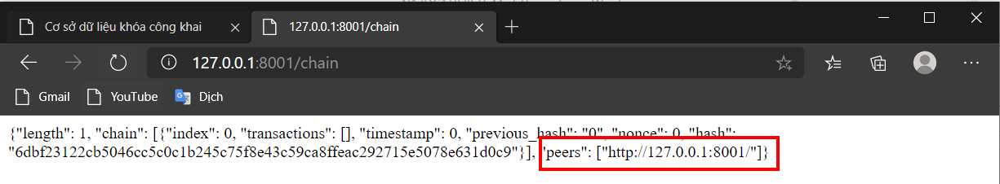 Cơ sở dữ liệu khóa công khai
127.0.0.1:8001/chain
127.0.0.1:8001/chain
Gmail YouTube Dịch
{"length": 1, "chain": [{"index": 0, "transactions": [], "timestamp": 0, "previous_hash": "0", "nonce": 0, "hash":
"6dbf23122cb5046cc5c0c1b245c75f8e43c59ca8ffeac292715e5078e631d0c9"}], "peers": ["http://127.0.0.1:8001/"]}